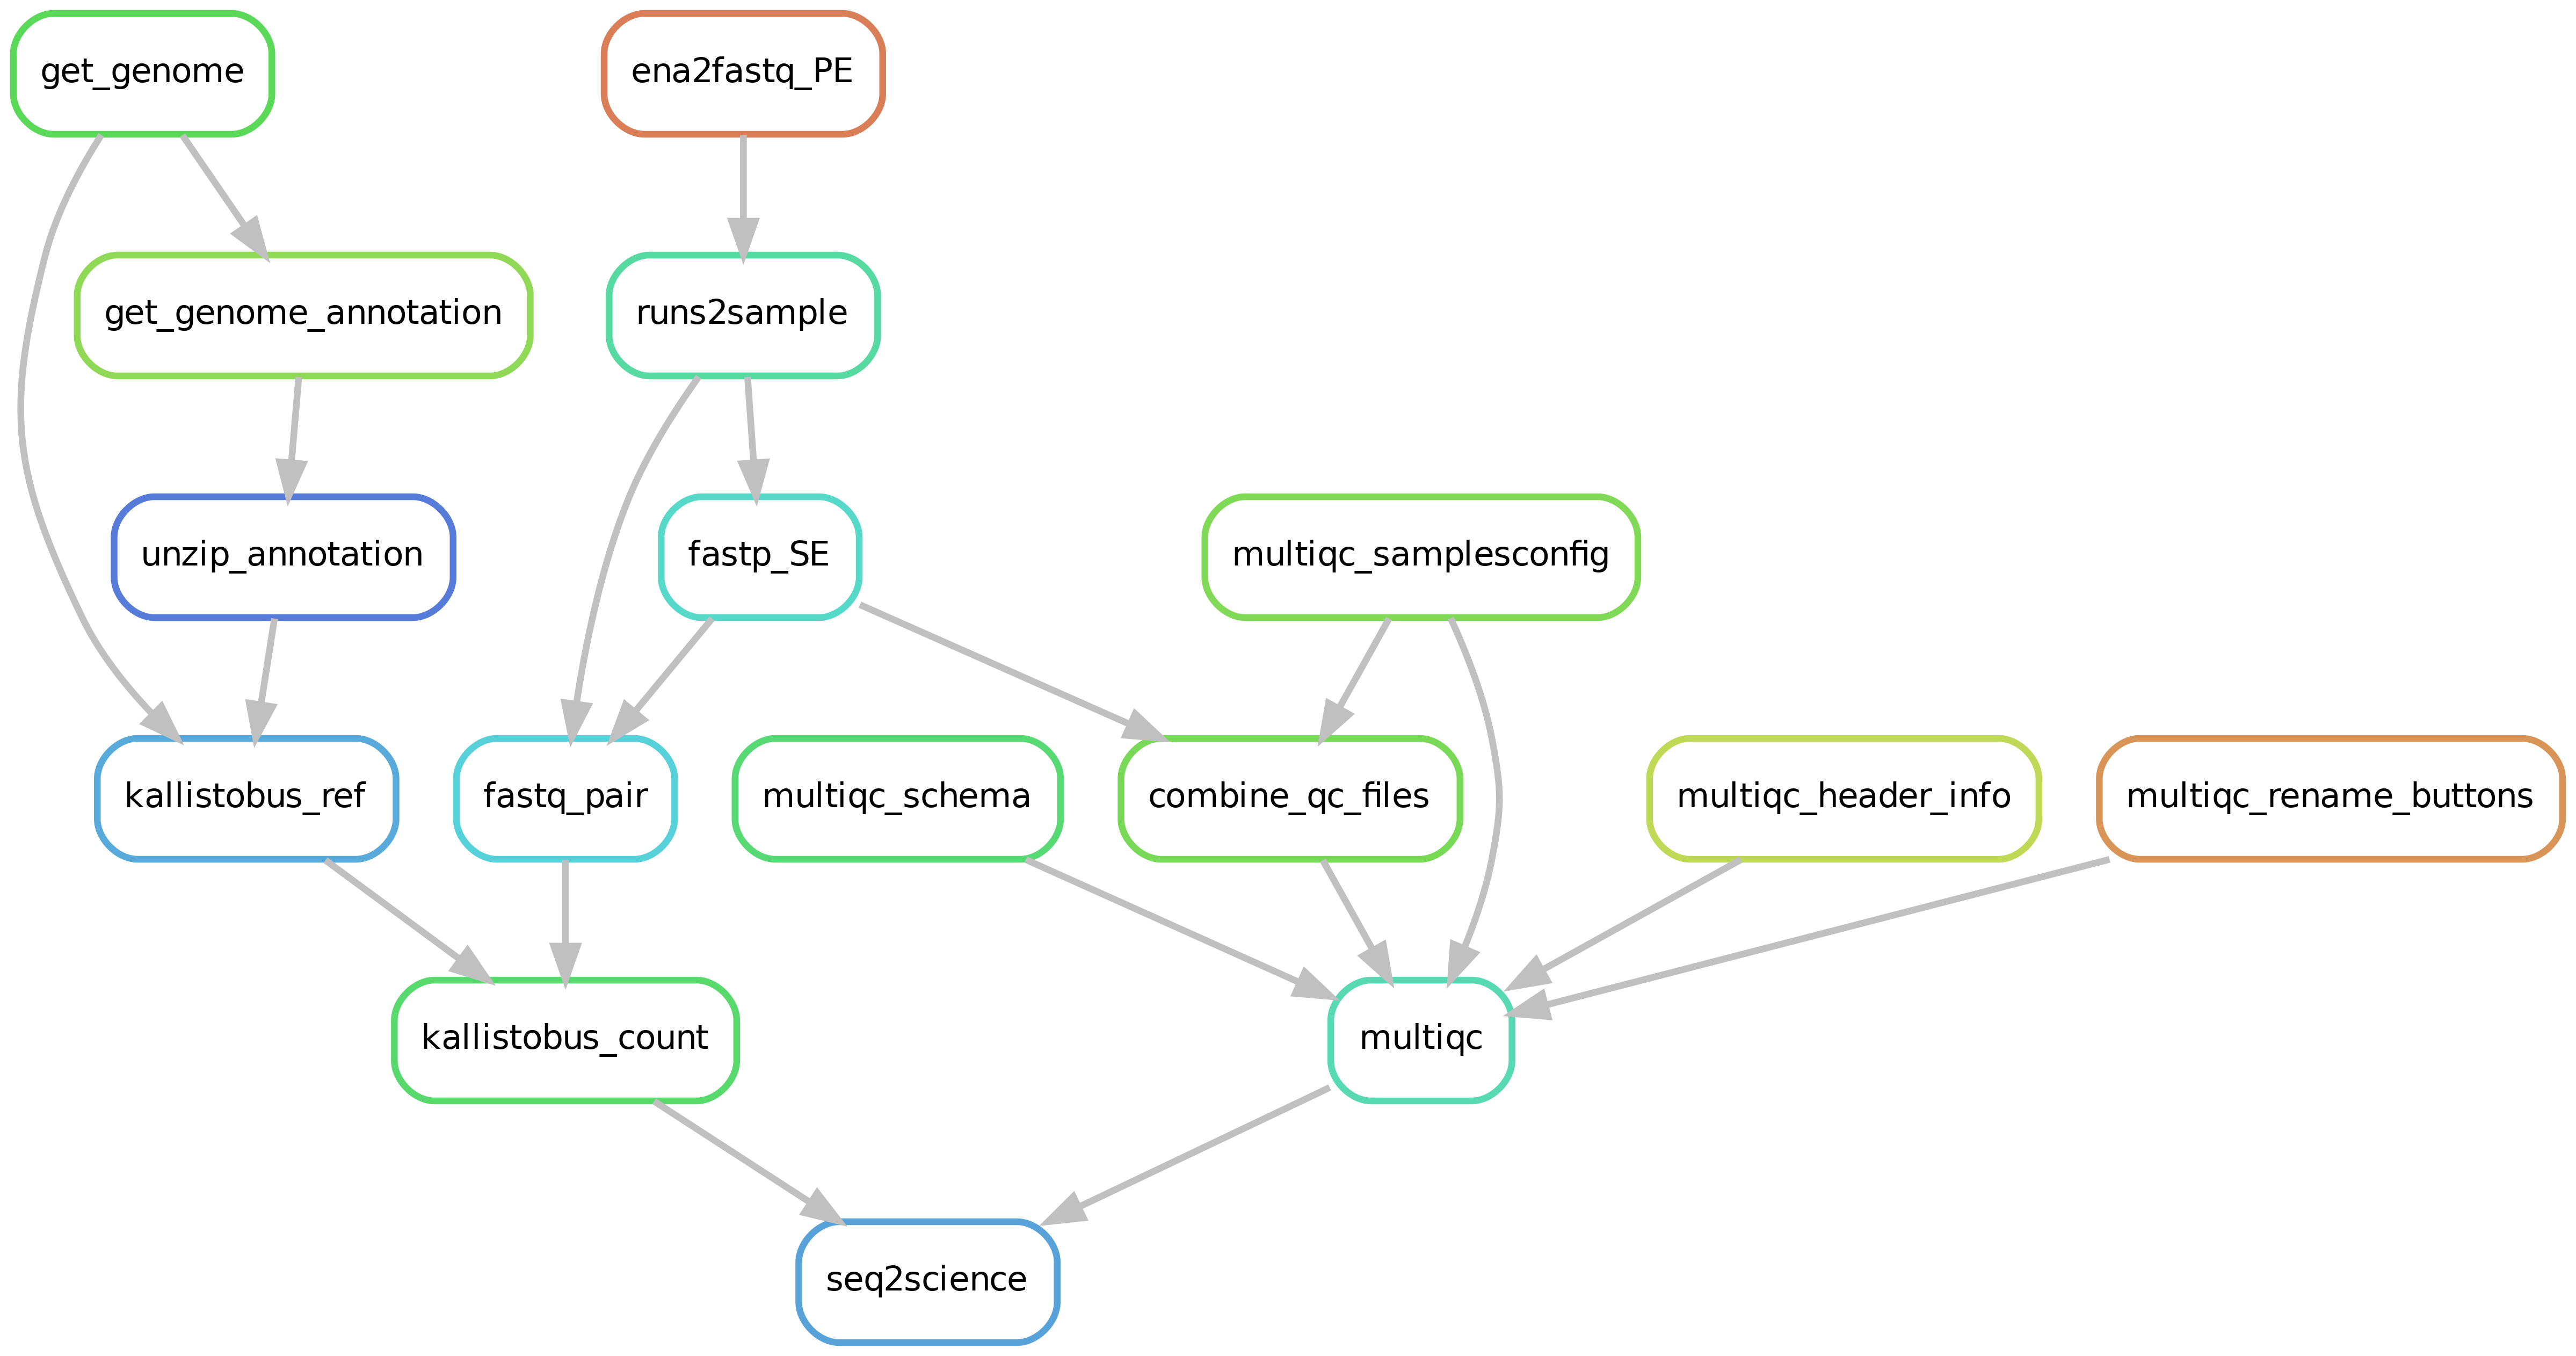 get_genome
ena2fastq_PE
get_genome_annotation
runs2sample
unzip_annotation
fastp_SE
multiqc_samplesconfig
kallistobus_ref
fastq_pair
multiqc_schema
combine_qc_files
multiqc_header_info
multiqc_rename_buttons
kallistobus_count
multiqc
seq2science